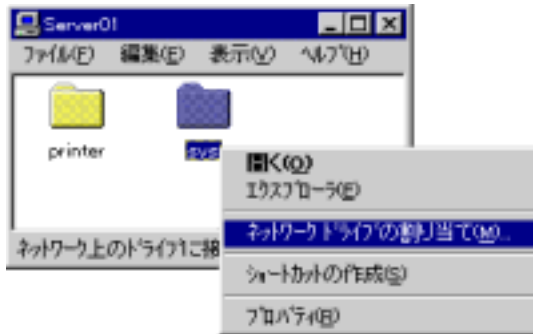 Server01
ファイル(F) 編集(E) 表示(V) ヘルプ(H)
printer
開く(O)
エクスプローラ(E)
ネットワーク ドライブの割り当て(M)...
ネットワーク上のドライブに接
ショートカットの作成(S)
プロパティ(R)